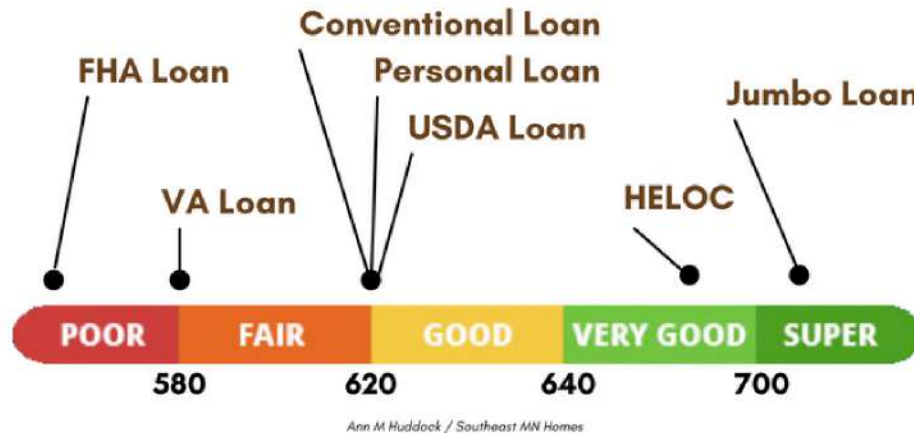 Conventional Loan
FHA Loan
Personal Loan
Jumbo Loan
USDA Loan
VA Loan
HELOC
POOR FAIR GOOD VERY GOOD SUPER
580 620 640 700
Ann M Huddock / Southeast MN Homes